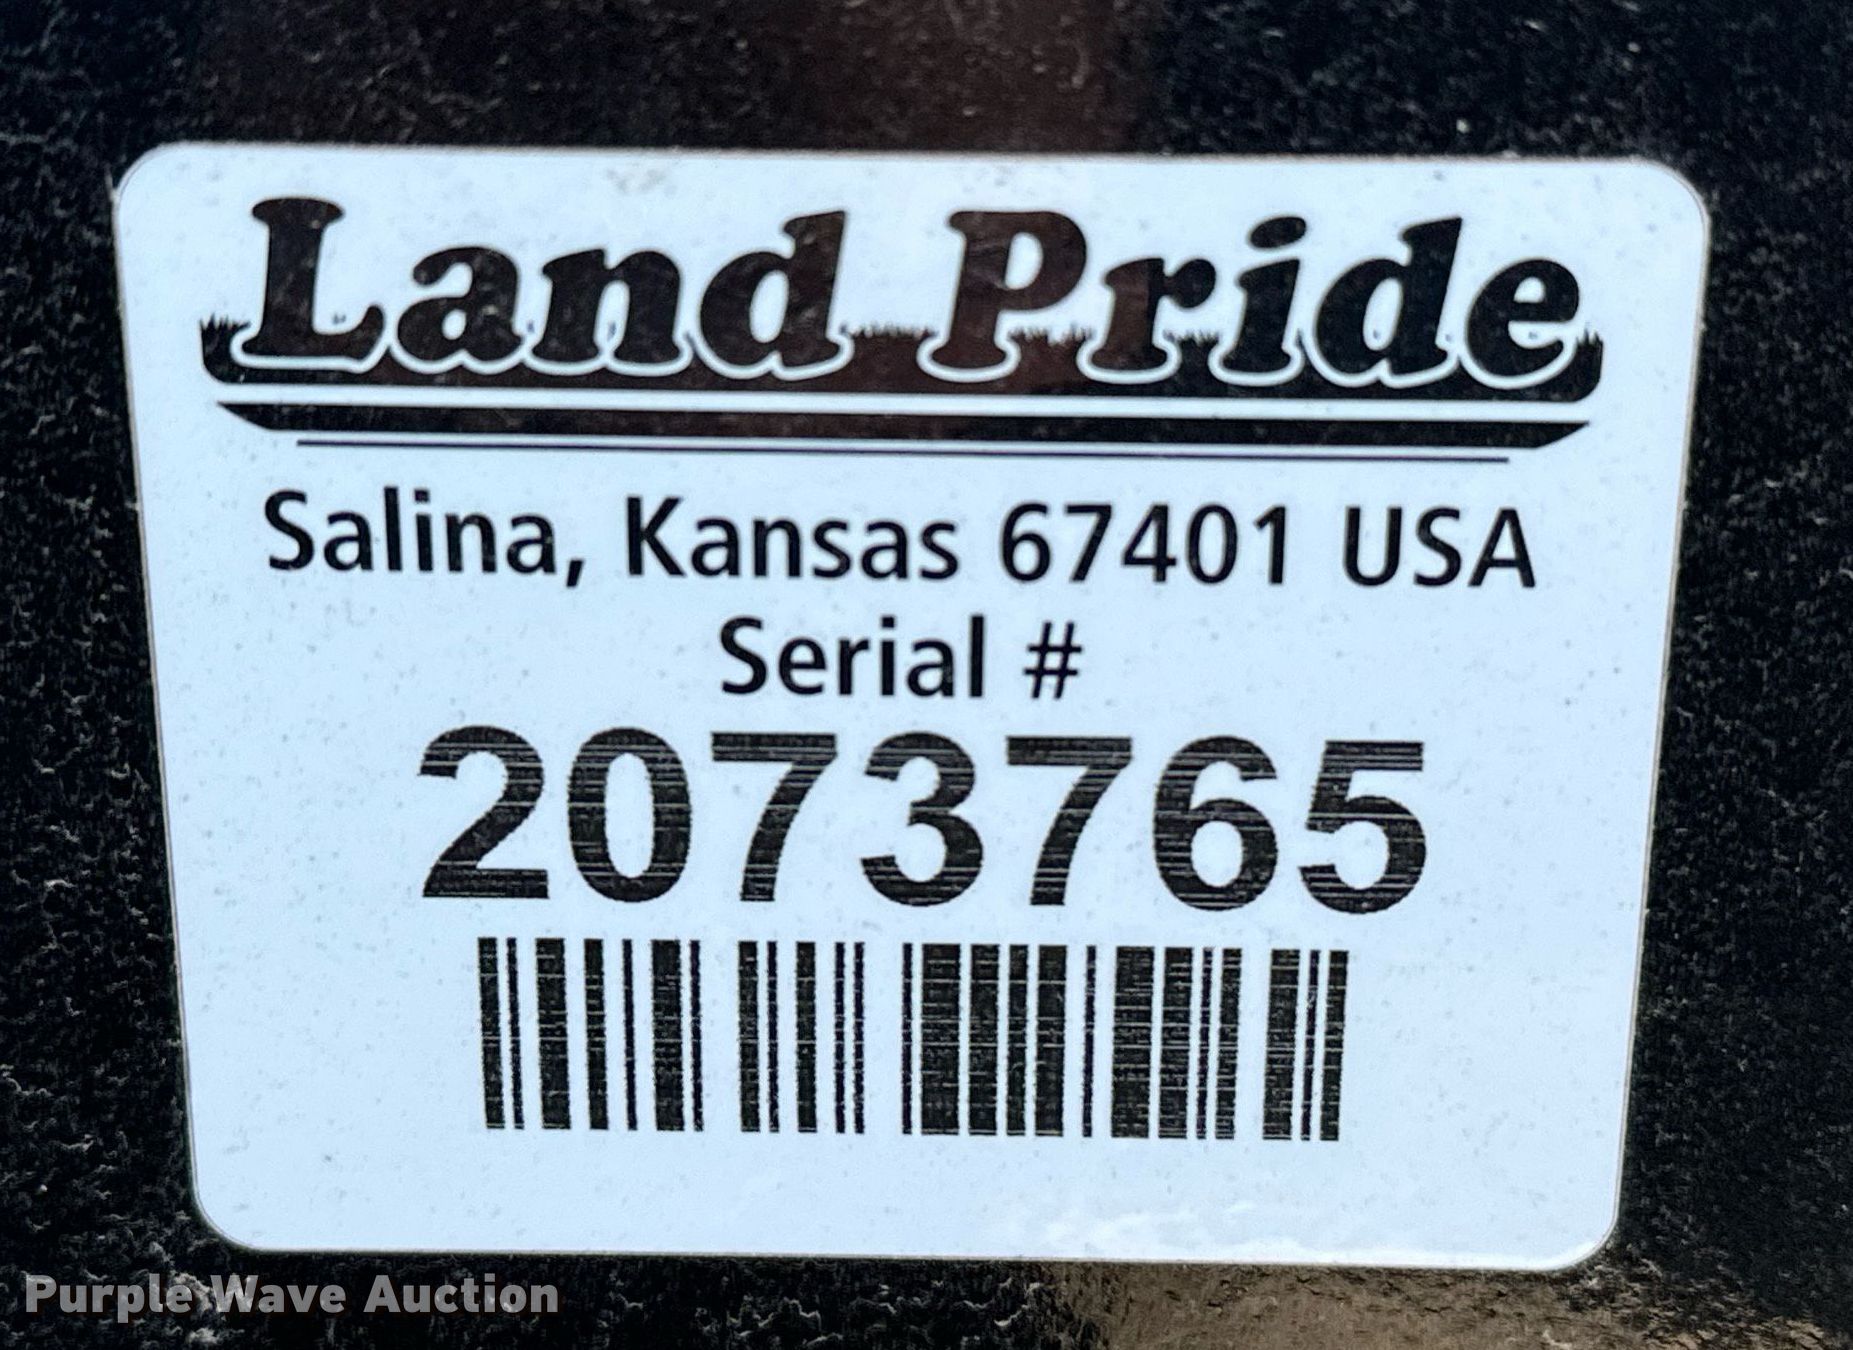 Land Pride
Salina, Kansas 67401 USA
Serial #
2073765
Purple Wave Auction